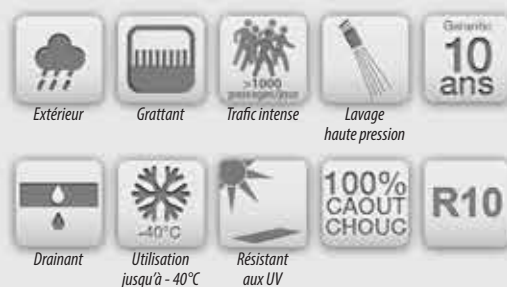 >1000
passages/jour
Garantie
10
ans
Extérieur
Grattant
Trafic intense
Lavage
haute pression
-40°C
100%
CAOUT
CHOUC
R10
Drainant
Utilisation
jusqu'à - 40°C
Résistant
aux UV